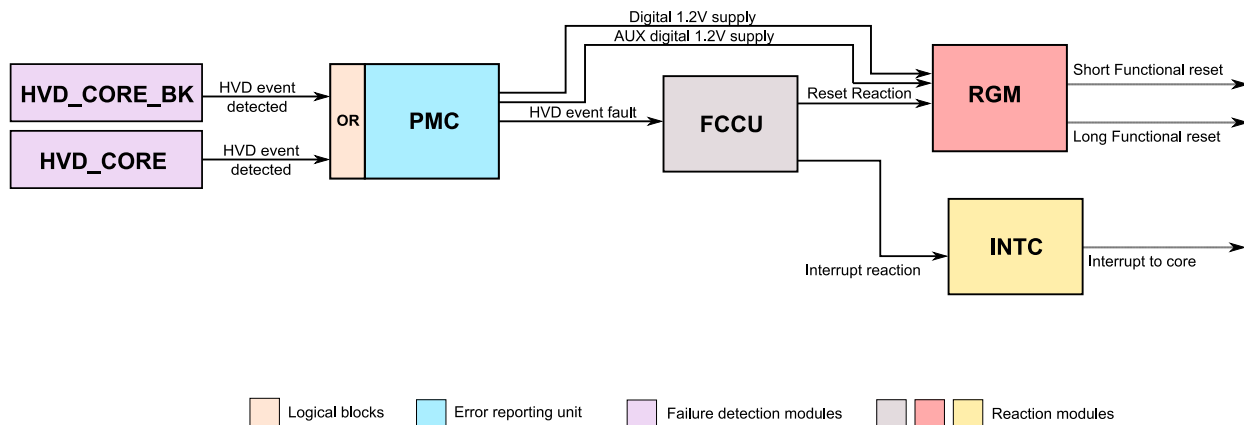 Digital 1.2V supply
AUX digital 1.2V supply
HVD_CORE_BK
HVD event
detected
HVD_CORE
HVD event
detected
OR
PMC
HVD event fault
FCCU
Reset Reaction
RGM
Short Functional reset
Long Functional reset
Interrupt reaction
INTC
Interrupt to core
Logical blocks
Error reporting unit
Failure detection modules
Reaction modules